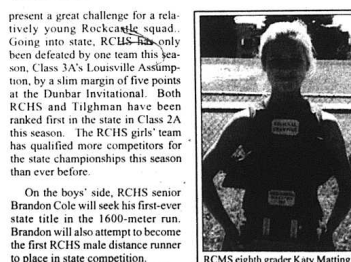 present a great challenge for a rela-
tively young Rockcastle squad..
Going into state, RCHS has only
been defeated by one team this sea-
son, Class 3A's Louisville Assump-
tion, by a slim margin of five points
at the Dunbar Invitational. Both
RCHS and Tilghman have been
ranked first in the state in Class 2A
this season. The RCHS girls' team
has qualified more competitors for
the state championships this season
than ever before.
On the boys' side, RCHS senior
Brandon Cole will seek his first-ever
state title in the 1600-meter run.
Brandon will also attempt to become
the first RCHS male distance runner
to place in state competition.
RCMS eighth grader Katy Matting